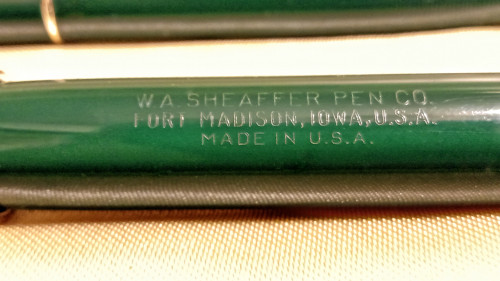 W.A. SHEAFFER PEN CO.
FORT MADISON, IOWA, U.S.A.
MADE IN U.S.A.